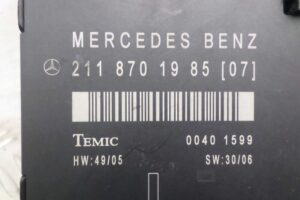 MERCEDES BENZ
211 870 19 85 [07]
TEMIC 0040 1599
HW:49/05 SW:30/06